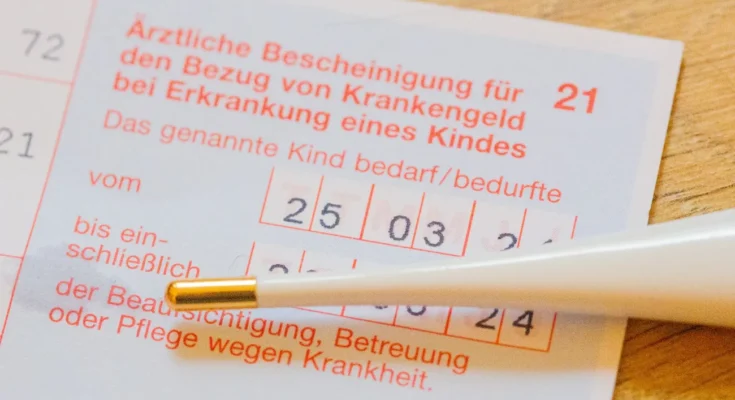 72
Ärztliche Bescheinigung für
den Bezug von Krankengeld
bei Erkrankung eines Kindes
21
Das genannte Kind bedarf/bedurfte
21
vom
25 03
bis ein-
schließlich
24
der Beaufsichtigung, Betreuung
oder Pflege wegen Krankheit.